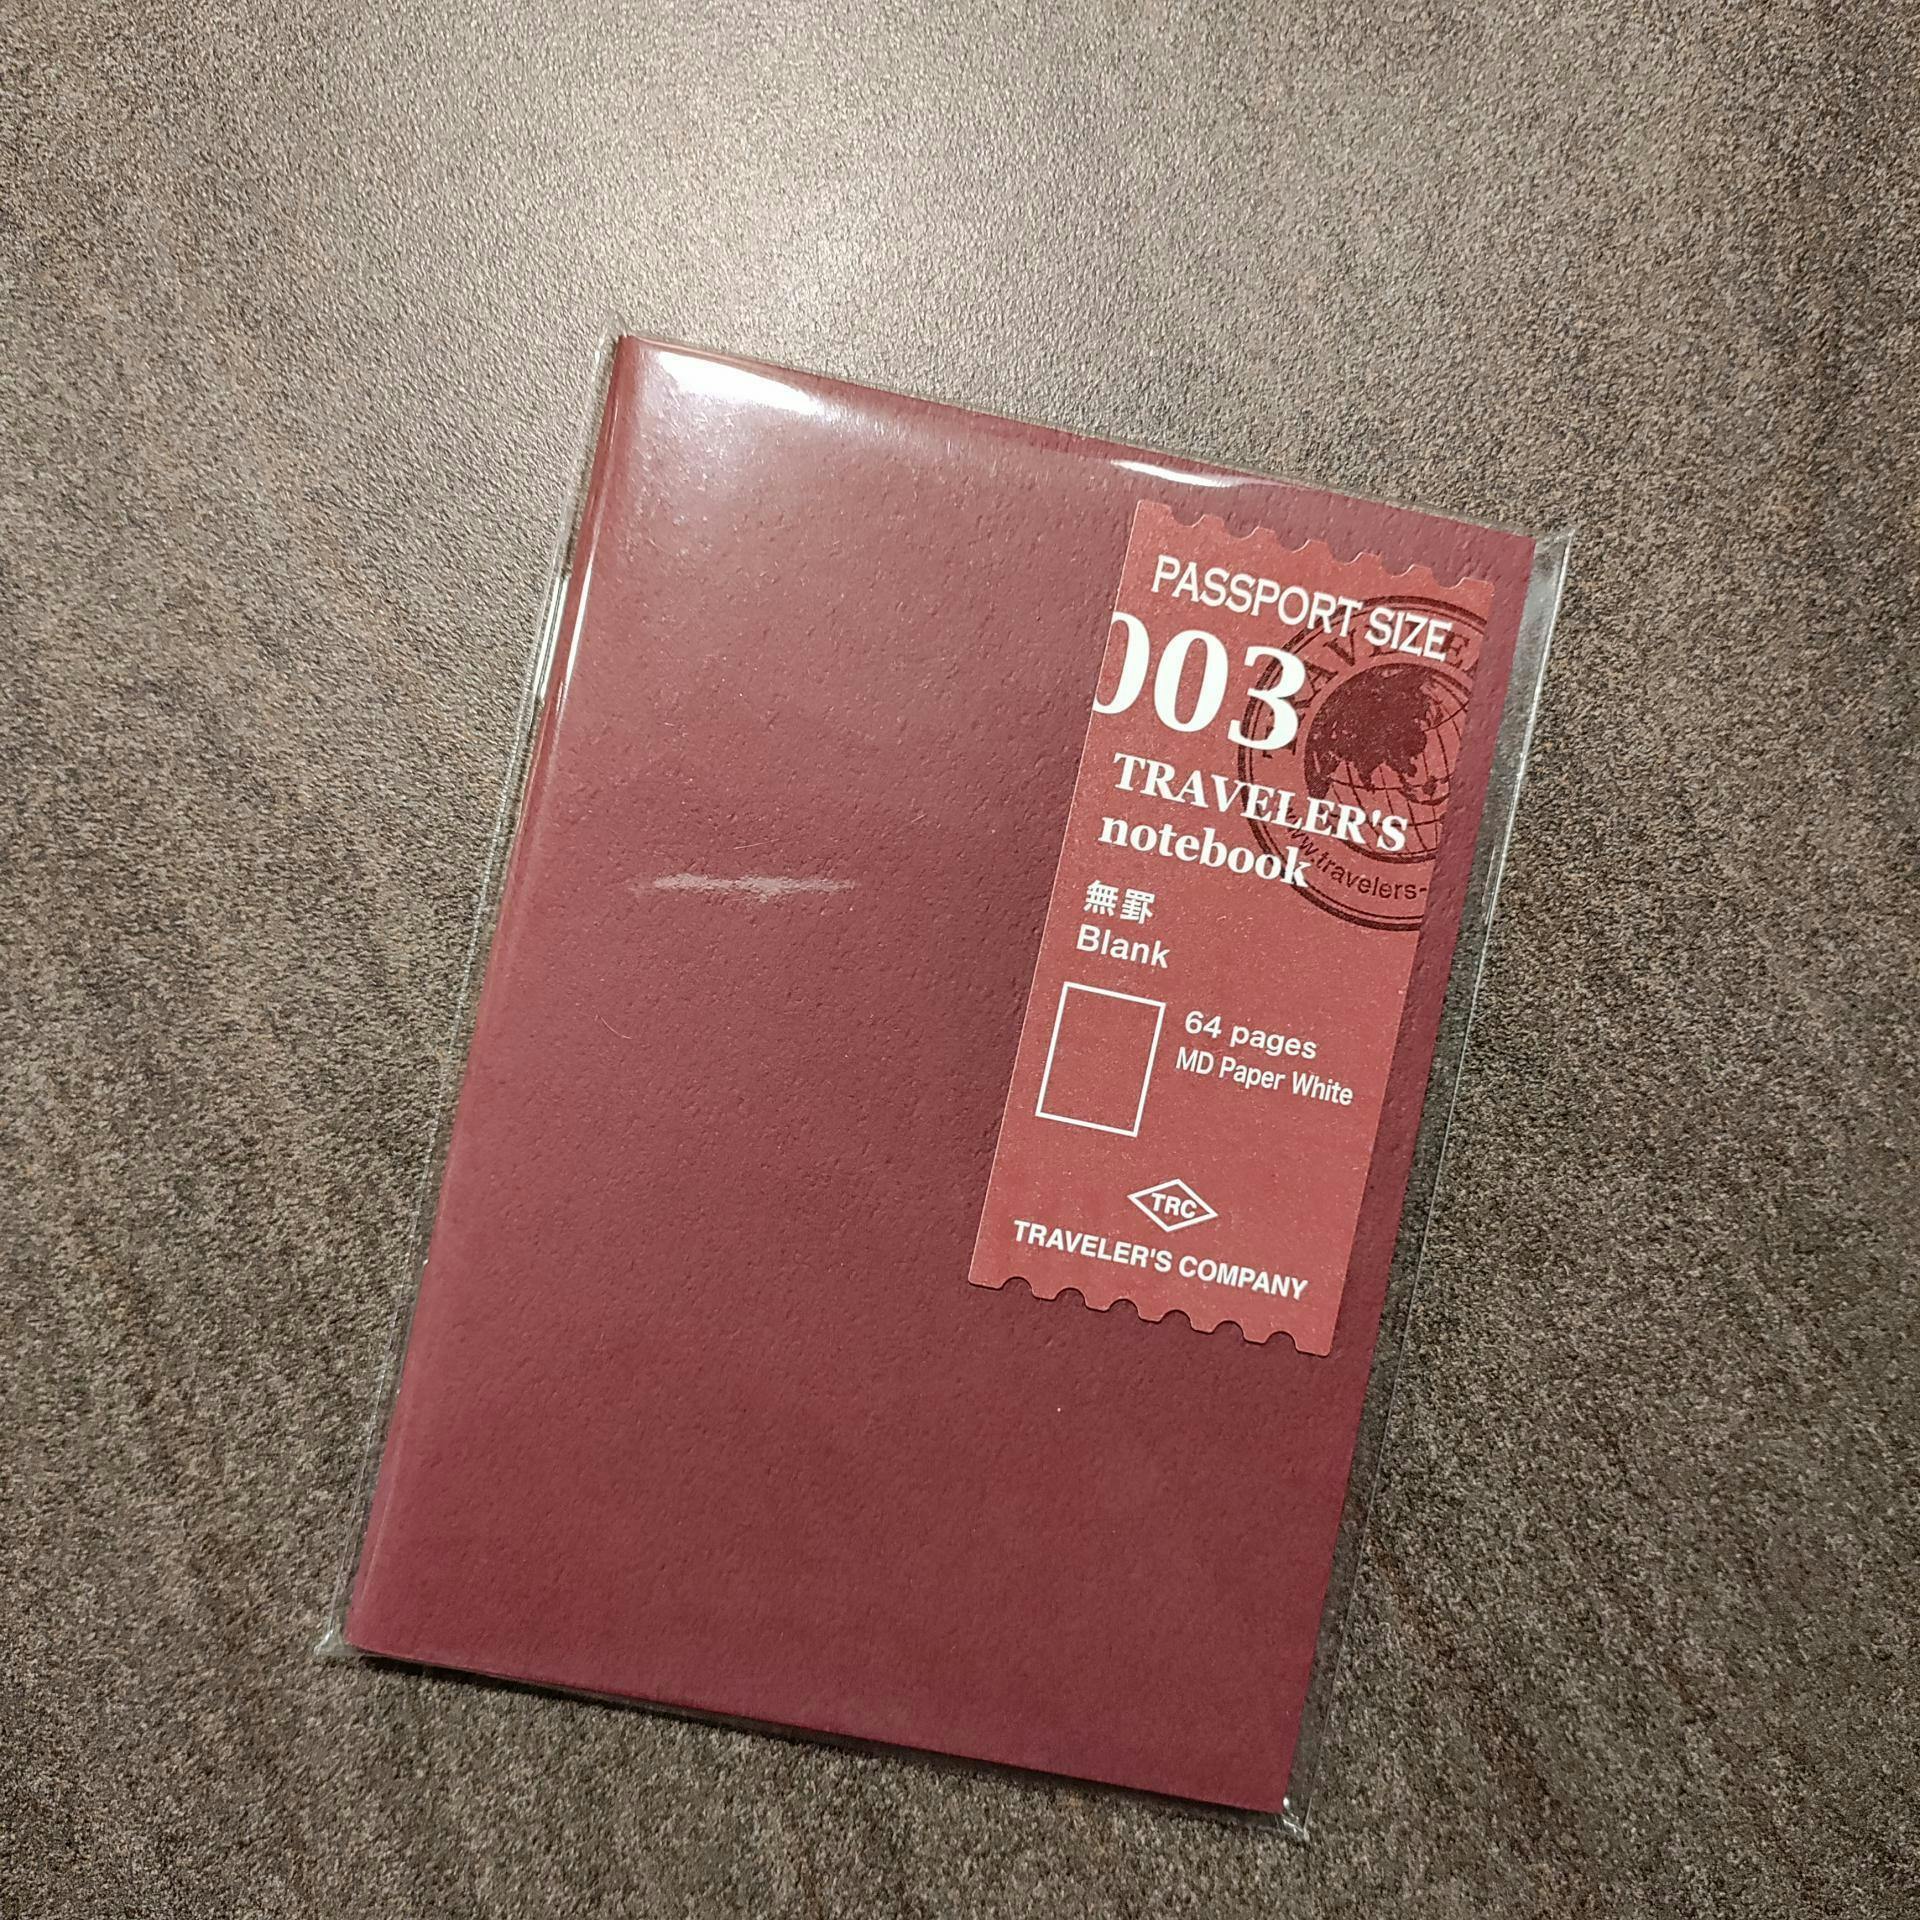 PASSPORT SIZE
003
TRAVELER'S
notebook
無罫
Blank
64 pages
MD Paper White
TRC
TRAVELER'S COMPANY